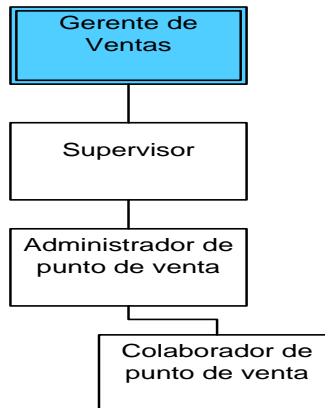 Gerente de
Ventas
Supervisor
Administrador de
punto de venta
Colaborador de
punto de venta